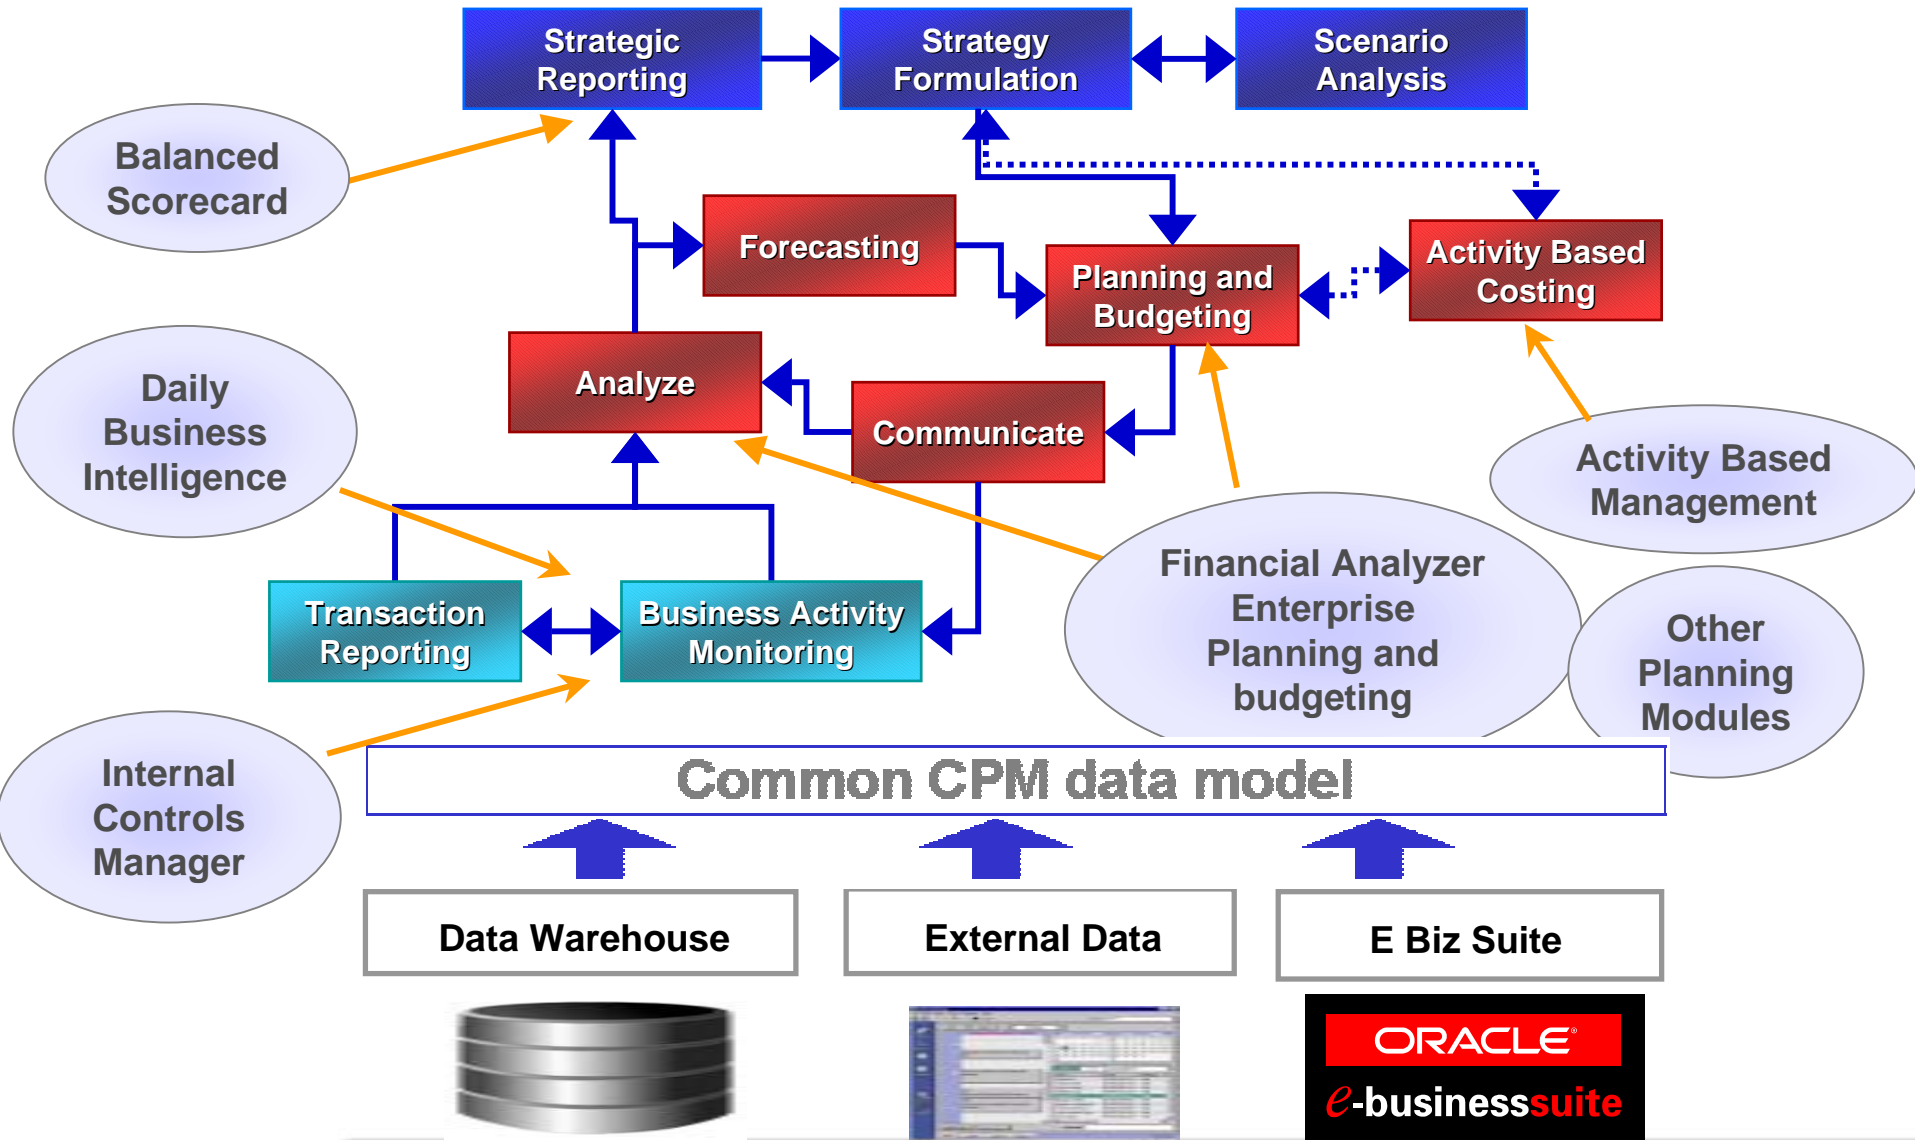 Strategic
Reporting
Strategy
Formulation
Scenario
Analysis
Balanced
Scorecard
Forecasting
Planning and
Budgeting
Activity Based
Costing
Analyze
Communicate
Daily
Business
Intelligence
Activity Based
Management
Transaction
Reporting
Business Activity
Monitoring
Financial Analyzer
Enterprise
Planning and
budgeting
Other
Planning
Modules
Internal
Controls
Manager
Common CPM data model
Data Warehouse
External Data
E Biz Suite
ORACLE®
e-businesssuite